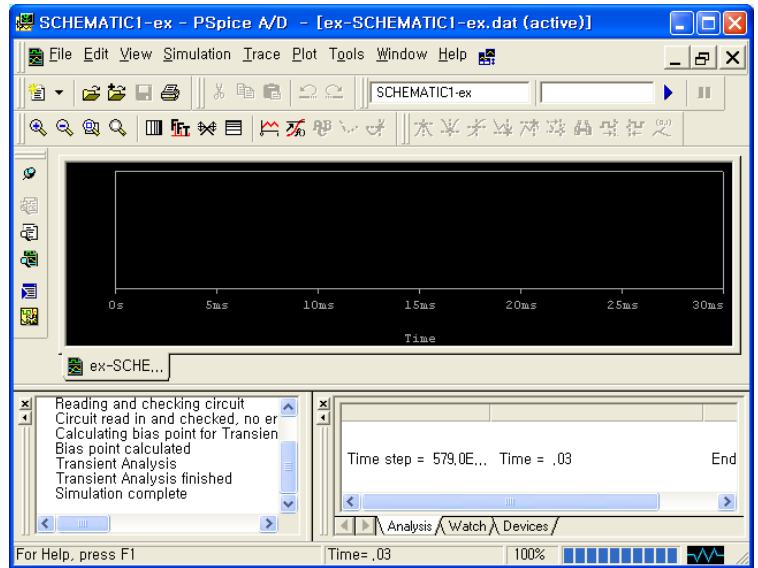 SCHEMATIC1-ex - PSpice A/D - [ex-SCHEMATIC1-ex.dat (active)]
File Edit View Simulation Trace Plot Tools Window Help
SCHEMATIC1-ex
FFT
0s 5ms 10ms 15ms 20ms 25ms 30ms
Time
ex-SCHE...
Reading and checking circuit
Circuit read in and checked, no er
Calculating bias point for Transien
Bias point calculated
Transient Analysis
Transient Analysis finished
Simulation complete
Time step = 579,0E... Time = ,03 End
Analysis Watch Devices
For Help, press F1 Time= ,03 100%